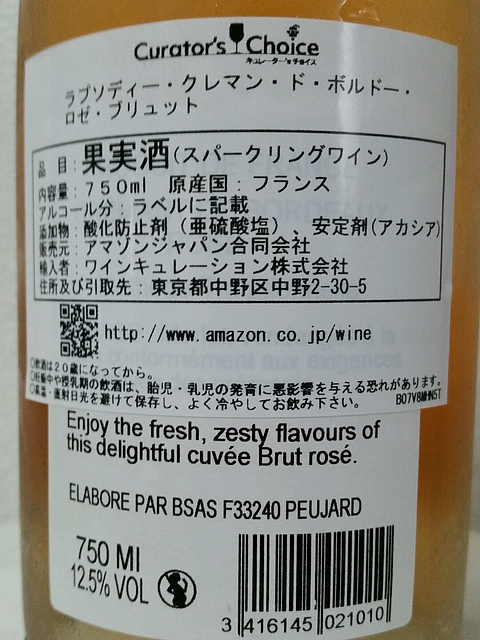 Curator's Choice
キュレーター's チョイス
ラプソディー・クレマン・ド・ボルドー・
ロゼ・ブリュット
品 目：果実酒(スパークリングワイン)
内容量：750ml 原産国：フランス
アルコール分：ラベルに記載
添加物：酸化防止剤（亜硫酸塩）、安定剤(アカシア)
販売元：アマゾンジャパン合同会社
輸入者：ワインキュレーション株式会社
住所及び引取先：東京都中野区中野2-30-5
http://www.amazon.co.jp/wine
○飲酒は20歳になってから。
○妊娠中や授乳期の飲酒は、胎児・乳児の発育に悪影響を与える恐れがあります。
○高温・直射日光を避けて保存し、よく冷やしてお飲み下さい。
B07V8MHN5T
Enjoy the fresh, zesty flavours of
this delightful cuvée Brut rosé.
ELABORE PAR BSAS F33240 PEUJARD
750 Ml
12.5% VOL
3 416145 021010